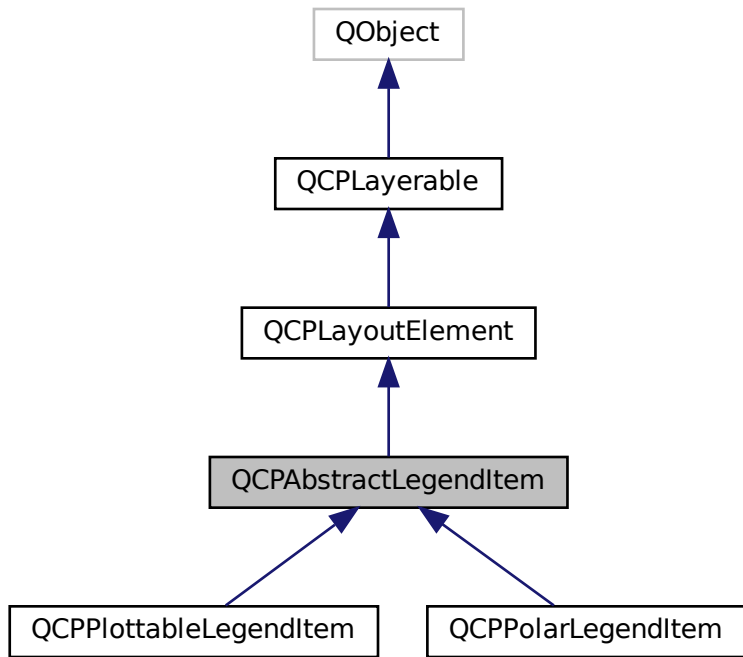 QObject
QCPLayerable
QCPLayoutElement
QCPAbstractLegendItem
QCPPlottableLegendItem
QCPPolarLegendItem